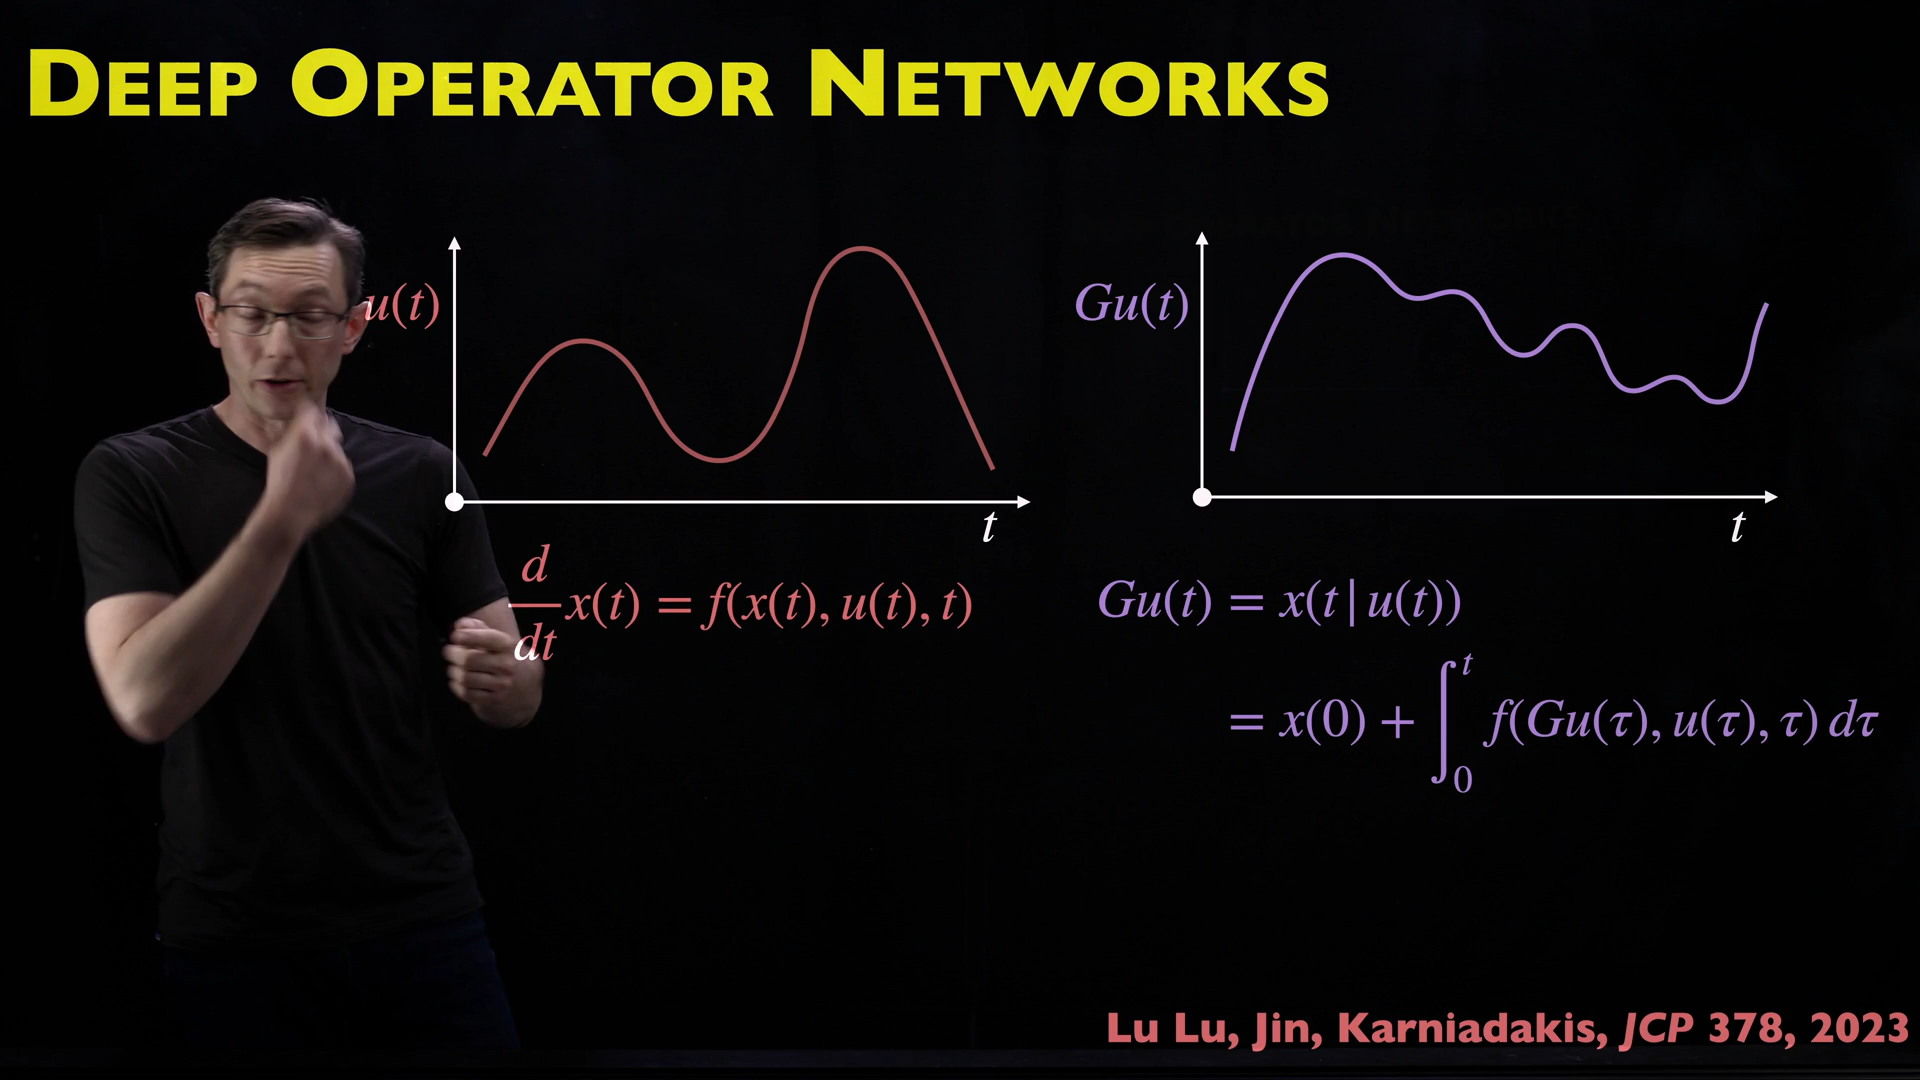 DEEP OPERATOR NETWORKS
u(t)
t
Gu(t)
t
d/dt x(t) = f(x(t), u(t), t)
Gu(t) = x(t | u(t))
= x(0) + ∫₀ᵗ f(Gu(τ), u(τ), τ) dτ
Lu Lu, Jin, Karniadakis, JCP 378, 2023